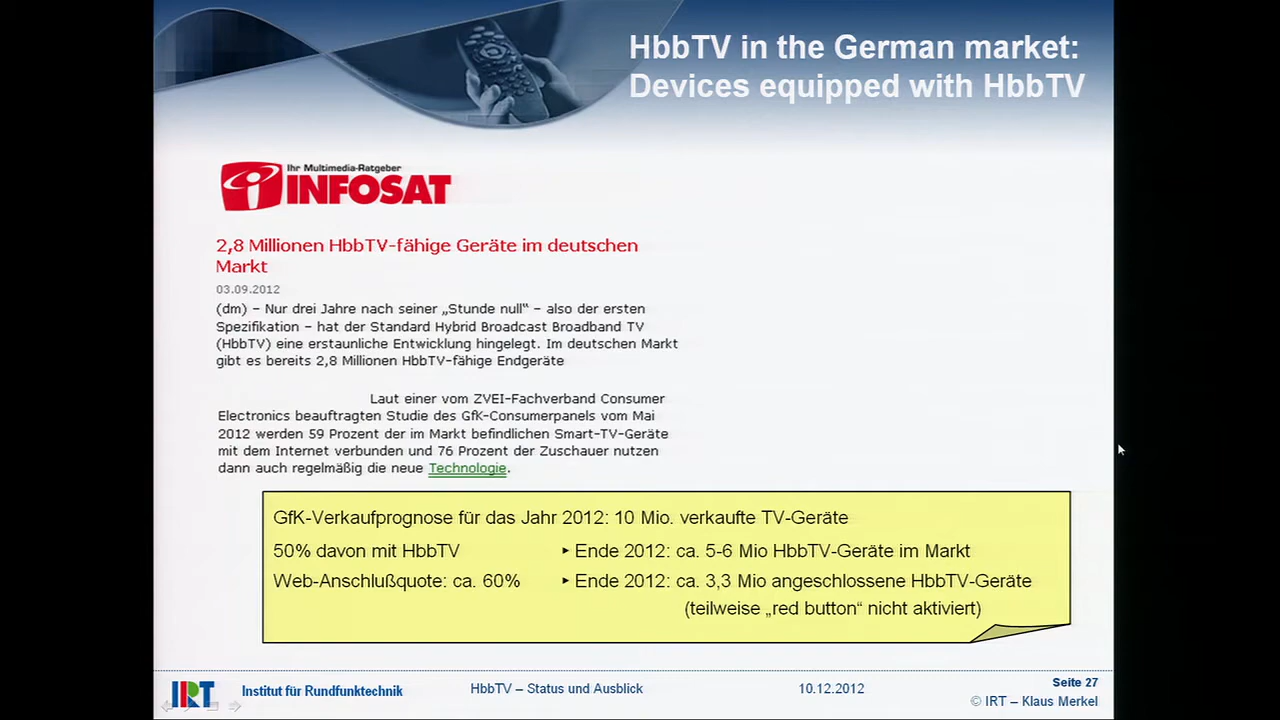 HbbTV in the German market:
Devices equipped with HbbTV
Ihr Multimedia-Ratgeber
INFOSAT
2,8 Millionen HbbTV-fähige Geräte im deutschen
Markt
03.09.2012
(dm) – Nur drei Jahre nach seiner „Stunde null“ – also der ersten
Spezifikation – hat der Standard Hybrid Broadcast Broadband TV
(HbbTV) eine erstaunliche Entwicklung hingelegt. Im deutschen Markt
gibt es bereits 2,8 Millionen HbbTV-fähige Endgeräte
Laut einer vom ZVEI-Fachverband Consumer
Electronics beauftragten Studie des GfK-Consumerpanels vom Mai
2012 werden 59 Prozent der im Markt befindlichen Smart-TV-Geräte
mit dem Internet verbunden und 76 Prozent der Zuschauer nutzen
dann auch regelmäßig die neue Technologie.
GfK-Verkaufprognose für das Jahr 2012: 10 Mio. verkaufte TV-Geräte
50% davon mit HbbTV ‣ Ende 2012: ca. 5-6 Mio HbbTV-Geräte im Markt
Web-Anschlußquote: ca. 60% ‣ Ende 2012: ca. 3,3 Mio angeschlossene HbbTV-Geräte
(teilweise „red button“ nicht aktiviert)
IRT Institut für Rundfunktechnik HbbTV – Status und Ausblick 10.12.2012 Seite 27
© IRT – Klaus Merkel